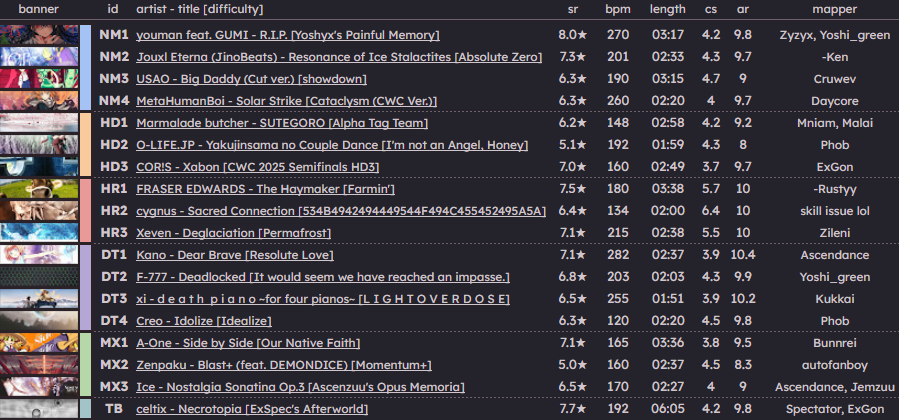 banner id artist - title [difficulty] sr bpm length cs ar mapper
NM1 youman feat. GUMI - R.I.P. [Yoshyx's Painful Memory] 8.0★ 270 03:17 4.2 9.8 Zyzyx, Yoshi_green
NM2 Jouxl Eterna (JinoBeats) - Resonance of Ice Stalactites [Absolute Zero] 7.3★ 201 02:33 4.3 9.7 -Ken
NM3 USAO - Big Daddy (Cut ver.) [showdown] 6.3★ 190 03:15 4.7 9 Cruwev
NM4 MetaHumanBoi - Solar Strike [Cataclysm (CWC Ver.)] 6.3★ 260 02:20 4 9.7 Daycore
HD1 Marmalade butcher - SUTEGORO [Alpha Tag Team] 6.2★ 148 02:58 4.2 9.2 Mniam, Malai
HD2 O-LIFE.JP - Yakujinsama no Couple Dance [I'm not an Angel, Honey] 5.1★ 192 01:59 4.3 8 Phob
HD3 COR!S - Xabon [CWC 2025 Semifinals HD3] 7.0★ 160 02:49 3.7 9.7 ExGon
HR1 FRASER EDWARDS - The Haymaker [Farmin'] 7.5★ 180 03:38 5.7 10 -Rustyy
HR2 cygnus - Sacred Connection [534B4942494449544F494C455452495A5A] 6.4★ 134 02:00 6.4 10 skill issue lol
HR3 Xeven - Deglaciation [Permafrost] 7.1★ 215 02:38 5.5 10 Zileni
DT1 Kano - Dear Brave [Resolute Love] 7.1★ 282 02:37 3.9 10.4 Ascendance
DT2 F-777 - Deadlocked [It would seem we have reached an impasse.] 6.8★ 203 02:03 4.3 9.9 Yoshi_green
DT3 xi - d e a t h p i a n o ~for four pianos~ [L I G H T O V E R D O S E] 6.5★ 255 01:51 3.9 10.2 Kukkai
DT4 Creo - Idolize [Idealize] 6.3★ 120 02:20 4.5 9.8 Phob
MX1 A-One - Side by Side [Our Native Faith] 7.1★ 165 03:36 3.8 9.5 Bunnrei
MX2 Zenpaku - Blast+ (feat. DEMONDICE) [Momentum+] 5.0★ 160 02:37 4.5 8.3 autofanboy
MX3 Ice - Nostalgia Sonatina Op.3 [Ascenzuu's Opus Memoria] 6.5★ 170 02:27 4 9 Ascendance, Jemzuu
TB celtix - Necrotopia [ExSpec's Afterworld] 7.7★ 192 06:05 4.2 9.8 Spectator, ExGon